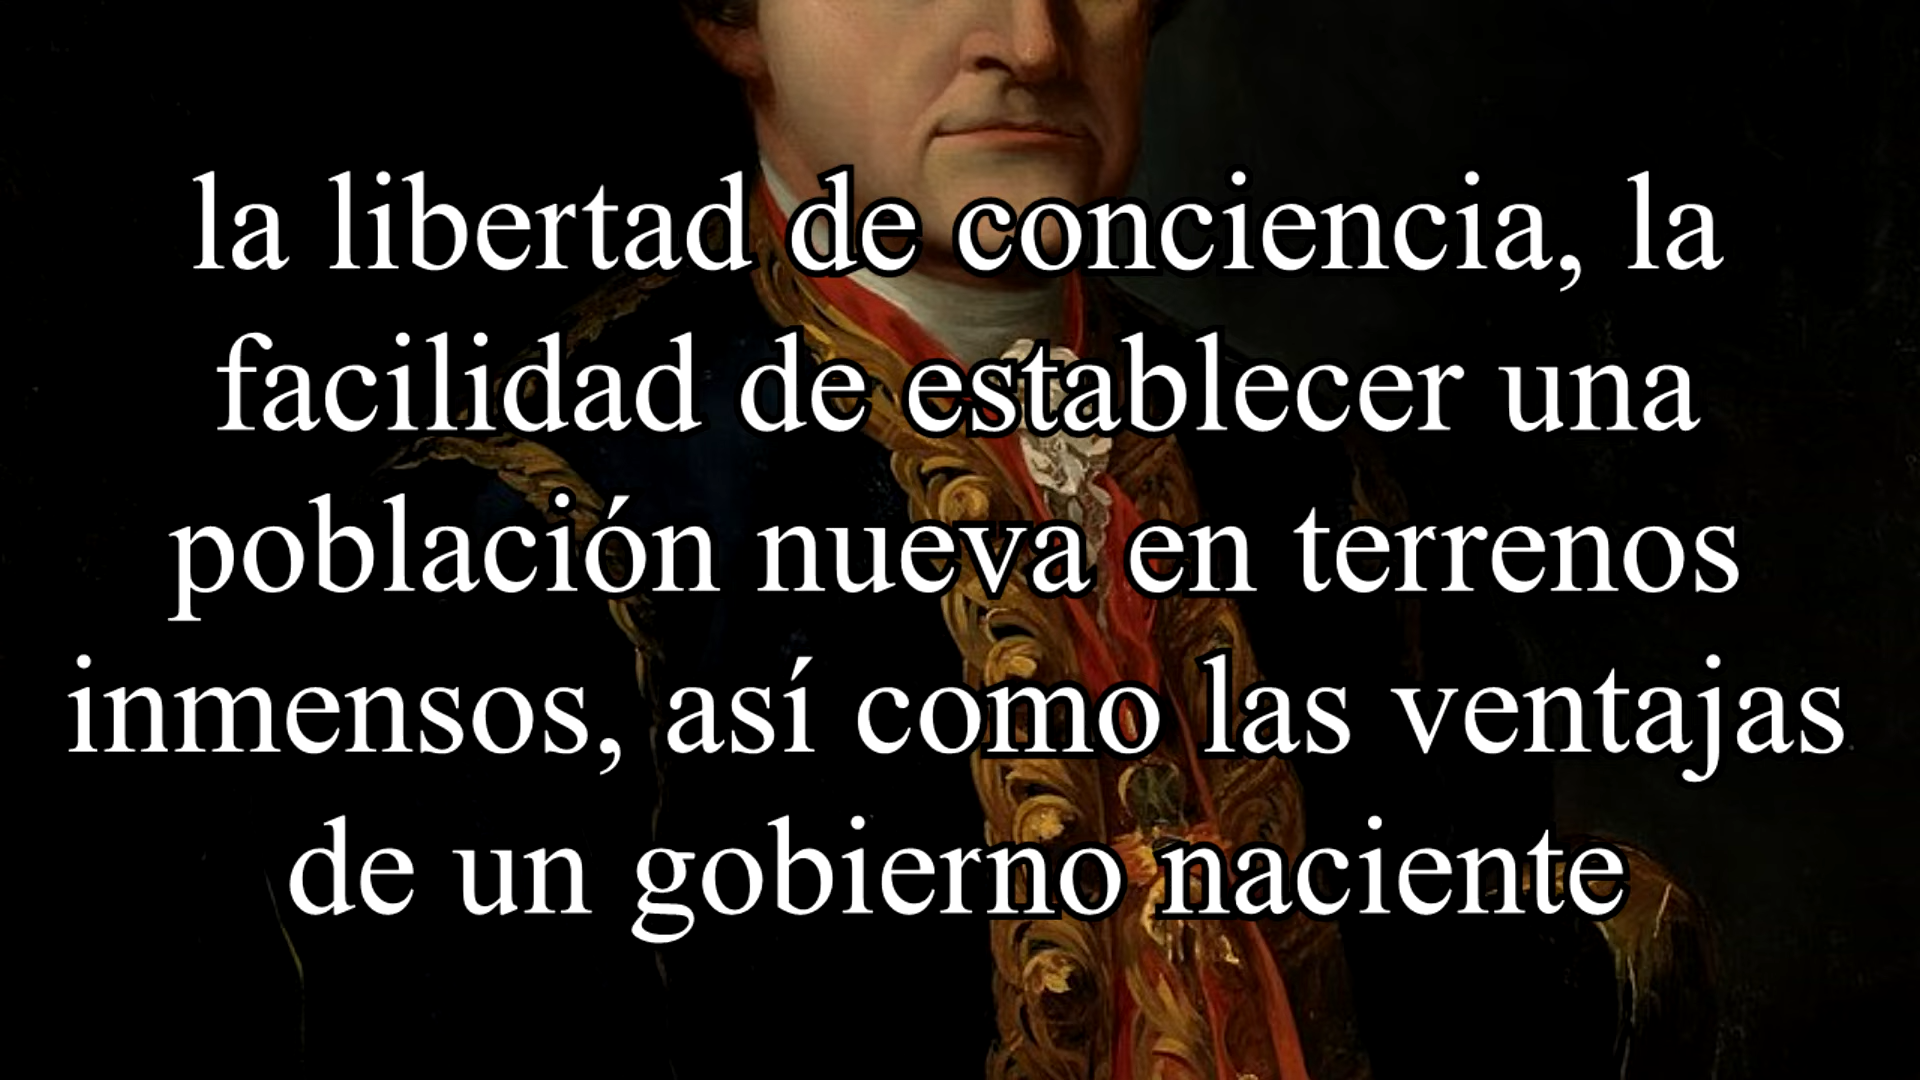 la libertad de conciencia, la
facilidad de establecer una
población nueva en terrenos
inmensos, así como las ventajas
de un gobierno naciente